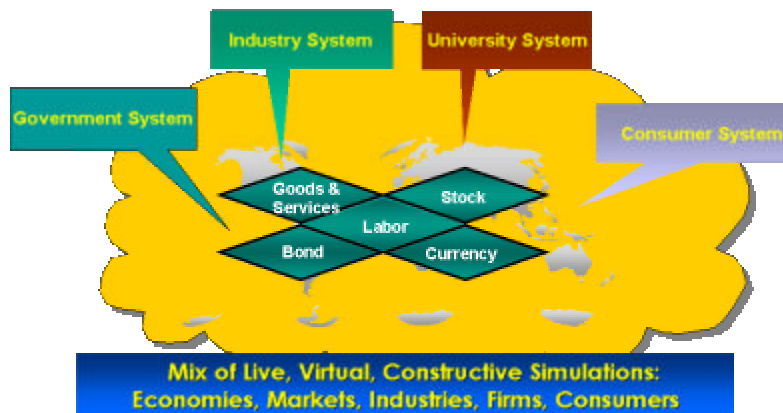 Industry System
University System
Government System
Consumer System
Goods &
Services
Stock
Labor
Bond
Currency
Mix of Live, Virtual, Constructive Simulations:
Economies, Markets, Industries, Firms, Consumers